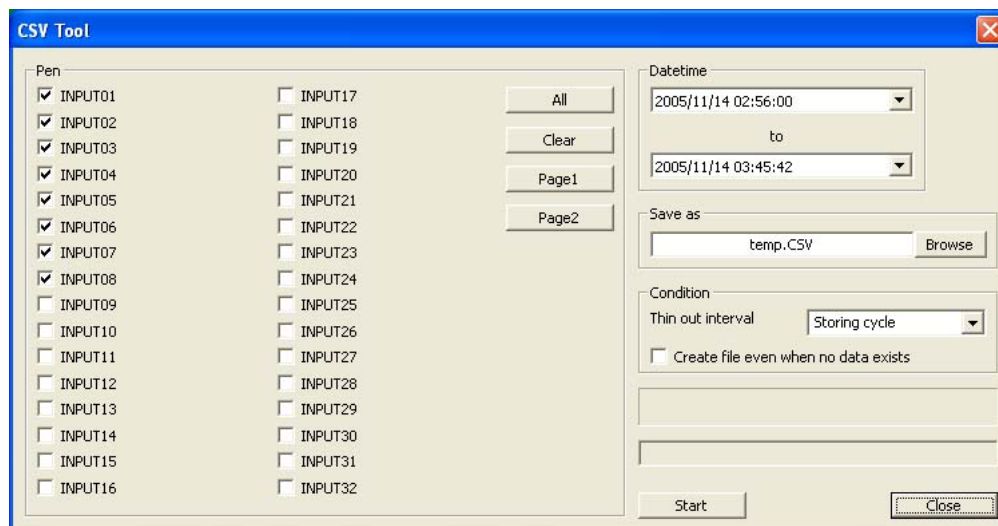 CSV Tool
Pen
INPUT01
INPUT02
INPUT03
INPUT04
INPUT05
INPUT06
INPUT07
INPUT08
INPUT09
INPUT10
INPUT11
INPUT12
INPUT13
INPUT14
INPUT15
INPUT16
INPUT17
INPUT18
INPUT19
INPUT20
INPUT21
INPUT22
INPUT23
INPUT24
INPUT25
INPUT26
INPUT27
INPUT28
INPUT29
INPUT30
INPUT31
INPUT32
All
Clear
Page1
Page2
Datetime
2005/11/14 02:56:00
to
2005/11/14 03:45:42
Save as
temp.CSV
Browse
Condition
Thin out interval
Storing cycle
Create file even when no data exists
Start
Close